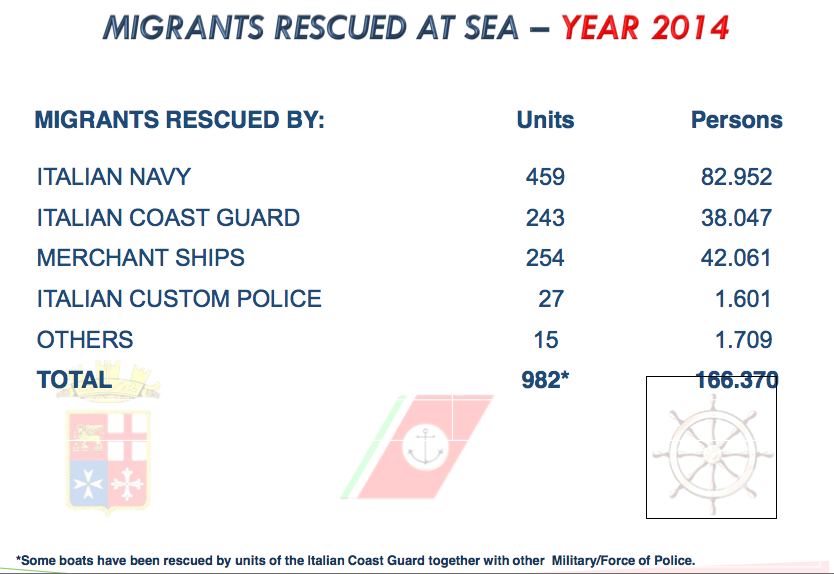 MIGRANTS RESCUED AT SEA – YEAR 2014
MIGRANTS RESCUED BY: Units Persons
ITALIAN NAVY 459 82.952
ITALIAN COAST GUARD 243 38.047
MERCHANT SHIPS 254 42.061
ITALIAN CUSTOM POLICE 27 1.601
OTHERS 15 1.709
TOTAL 982* 166.370
*Some boats have been rescued by units of the Italian Coast Guard together with other Military/Force of Police.